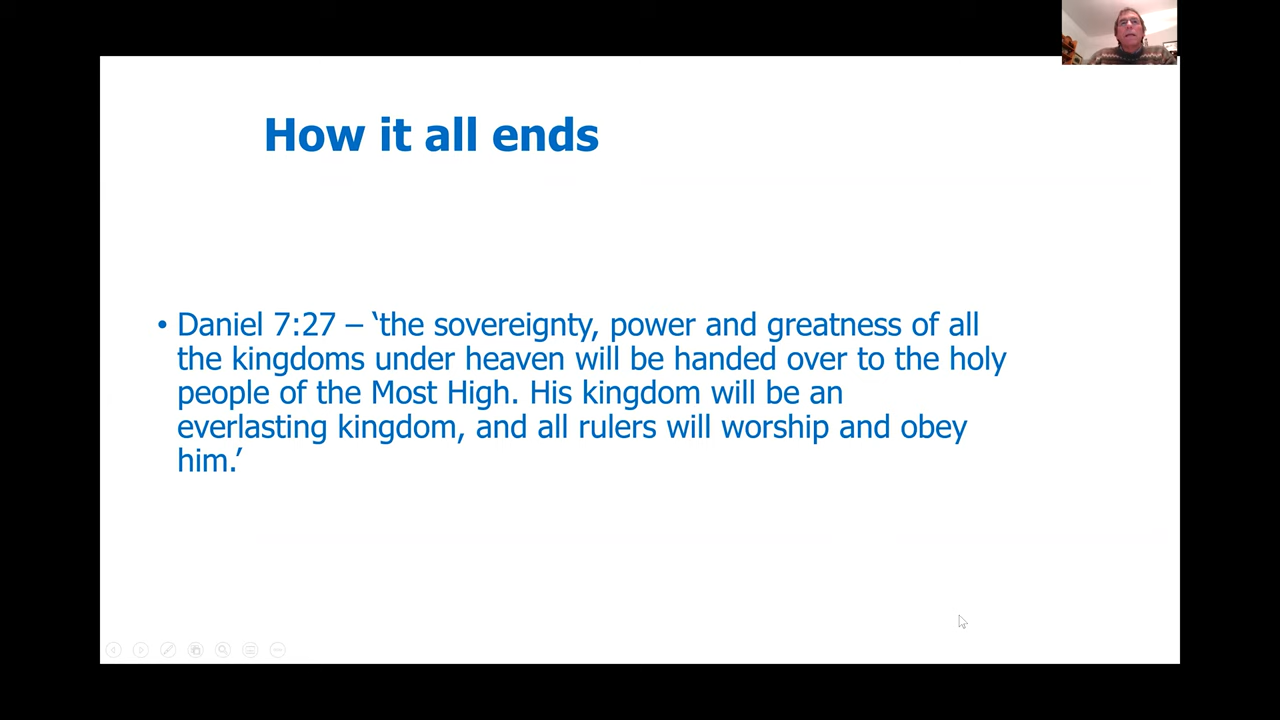 How it all ends
• Daniel 7:27 – ‘the sovereignty, power and greatness of all
the kingdoms under heaven will be handed over to the holy
people of the Most High. His kingdom will be an
everlasting kingdom, and all rulers will worship and obey
him.’